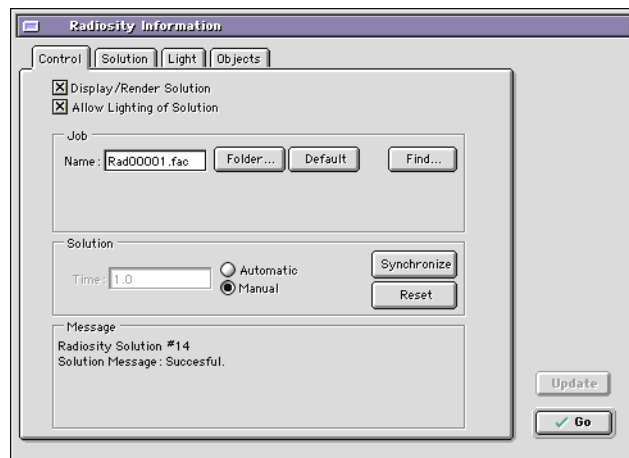 Radiosity Information
Control Solution Light Objects
Display/Render Solution
Allow Lighting of Solution
Job
Name: Rad00001.fac Folder... Default Find...
Solution
Time: 1.0 Automatic Synchronize
Manual Reset
Message
Radiosity Solution #14
Solution Message: Succesful.
Update
Go